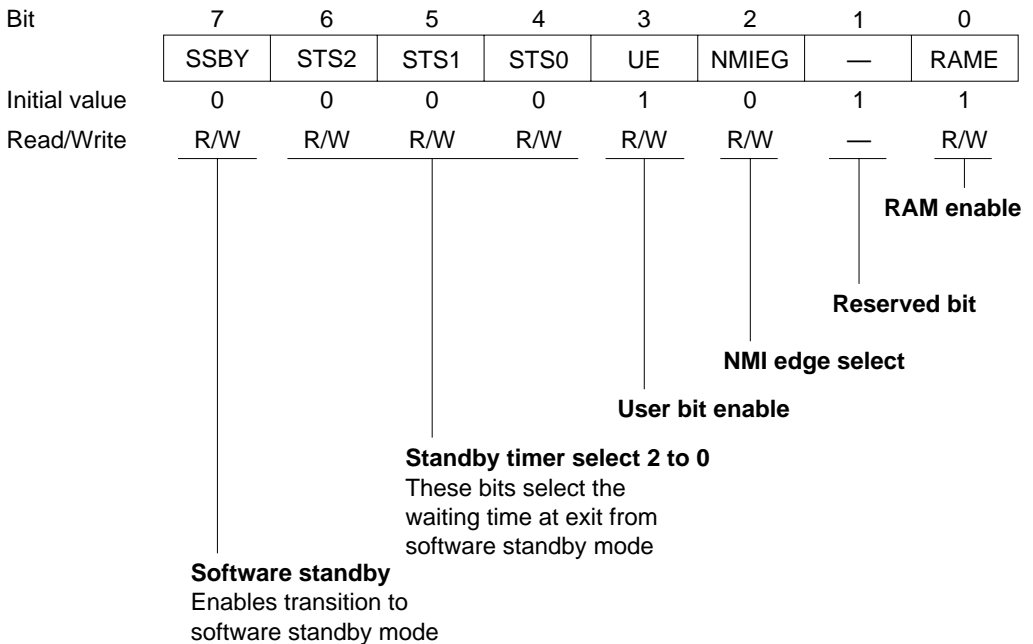 Bit 7 6 5 4 3 2 1 0
SSBY STS2 STS1 STS0 UE NMIEG — RAME
Initial value 0 0 0 0 1 0 1 1
Read/Write R/W R/W R/W R/W R/W R/W — R/W
RAM enable
Reserved bit
NMI edge select
User bit enable
Standby timer select 2 to 0
These bits select the
waiting time at exit from
software standby mode
Software standby
Enables transition to
software standby mode